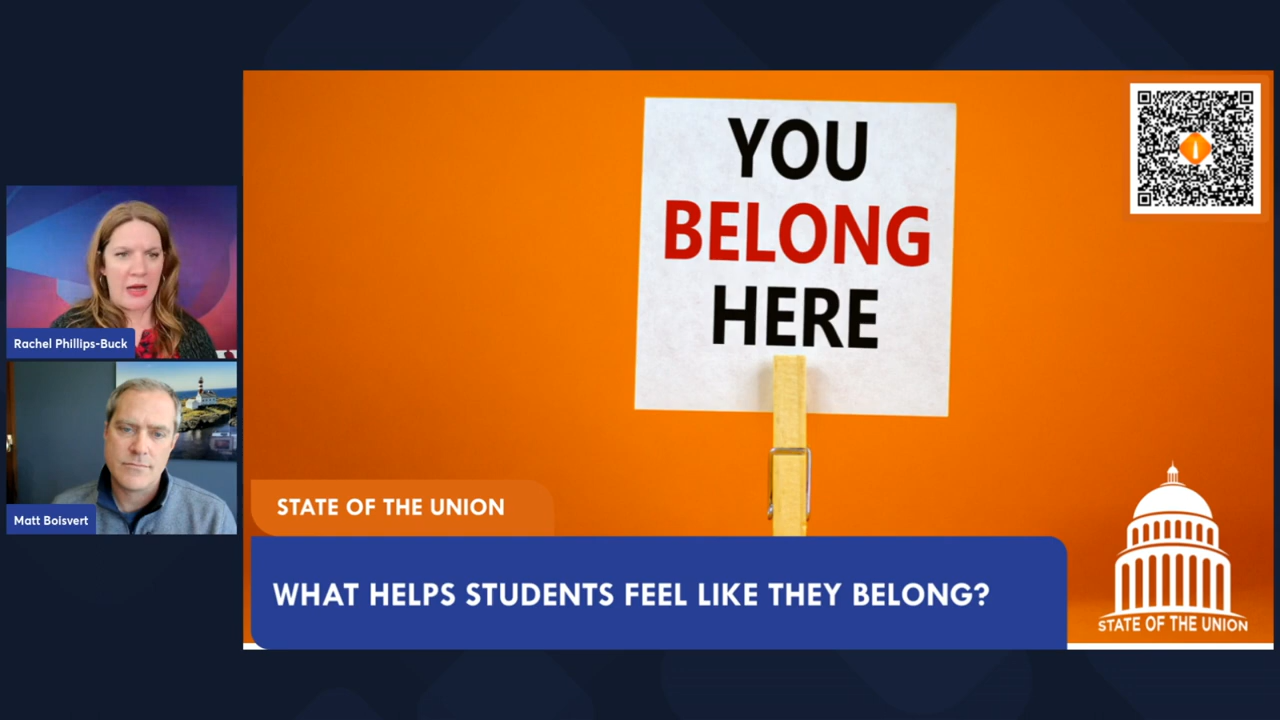 Rachel Phillips-Buck
Matt Boisvert
YOU
BELONG
HERE
STATE OF THE UNION
WHAT HELPS STUDENTS FEEL LIKE THEY BELONG?
STATE OF THE UNION